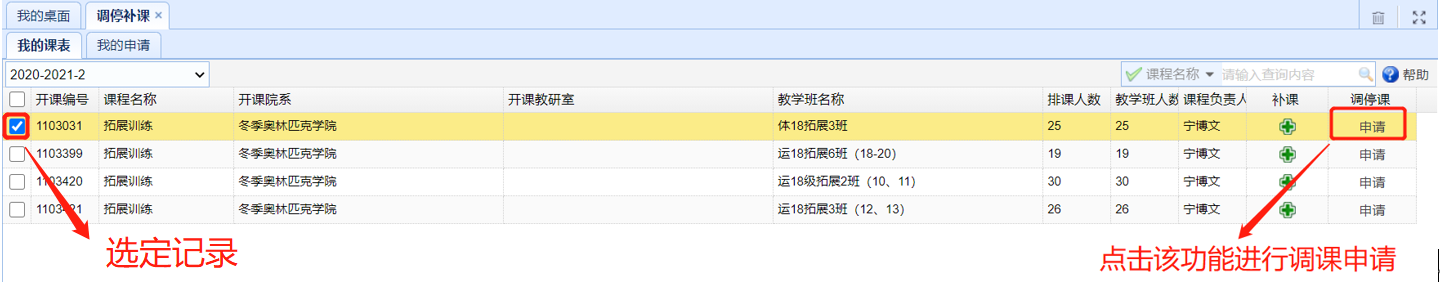 我的桌面 调停补课 ×
我的课表 我的申请
2020-2021-2 课程名称 请输入查询内容 帮助
开课编号 课程名称 开课院系 开课教研室 教学班名称 排课人数 教学班人数 课程负责人 补课 调停课
1103031 拓展训练 冬季奥林匹克学院 体18拓展3班 25 25 宁博文 申请
1103399 拓展训练 冬季奥林匹克学院 运18拓展6班（18-20） 19 19 宁博文 申请
1103420 拓展训练 冬季奥林匹克学院 运18级拓展2班（10、11） 30 30 宁博文 申请
1103421 拓展训练 冬季奥林匹克学院 运18拓展3班（12、13） 26 26 宁博文 申请
选定记录
点击该功能进行调课申请